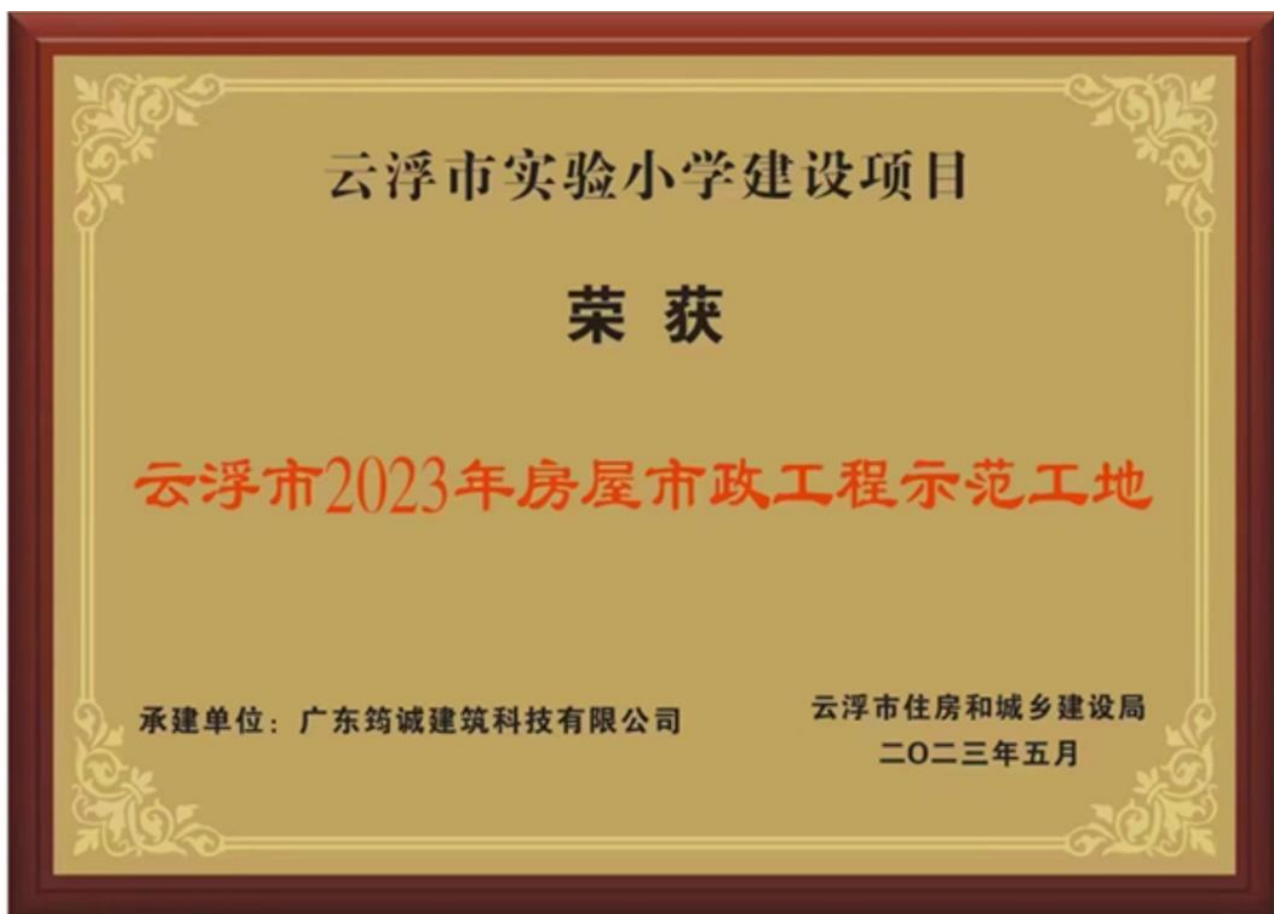 云浮市实验小学建设项目
荣获
云浮市2023年房屋市政工程示范工地
承建单位：广东筠诚建筑科技有限公司
云浮市住房和城乡建设局
二〇二三年五月